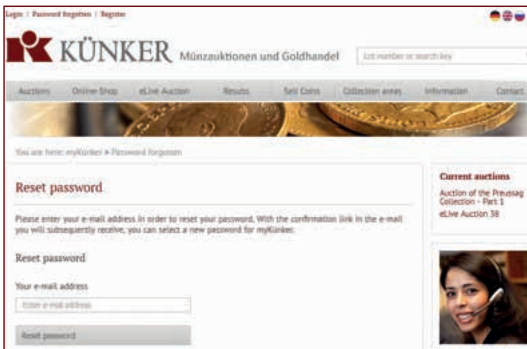 Login | Password forgotten | Register
KÜNKER Münzauktionen und Goldhandel
Lot number or search key
Auctions Online-Shop eLive Auction Results Sell Coins Collection areas Information Contact
You are here: myKünker ▸ Password forgotten
Reset password
Please enter your e-mail address in order to reset your password. With the confirmation link in the e-mail
you will subsequently receive, you can select a new password for myKünker.
Reset password
Your e-mail address
Enter e-mail address
Reset password
Current auctions
Auction of the Preussag
Collection - Part 1
eLive Auction 38